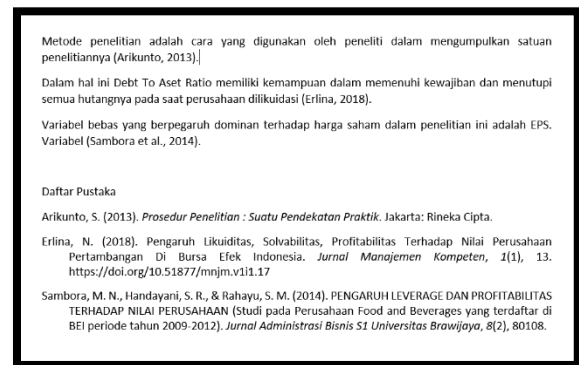 Metode penelitian adalah cara yang digunakan oleh peneliti dalam mengumpulkan satuan
penelitiannya (Arikunto, 2013).
Dalam hal ini Debt To Aset Ratio memiliki kemampuan dalam memenuhi kewajiban dan menutupi
semua hutangnya pada saat perusahaan dilikuidasi (Erlina, 2018).
Variabel bebas yang berpegaruh dominan terhadap harga saham dalam penelitian ini adalah EPS.
Variabel (Sambora et al., 2014).
Daftar Pustaka
Arikunto, S. (2013). Prosedur Penelitian : Suatu Pendekatan Praktik. Jakarta: Rineka Cipta.
Erlina, N. (2018). Pengaruh Likuiditas, Solvabilitas, Profitabilitas Terhadap Nilai Perusahaan
Pertambangan Di Bursa Efek Indonesia. Jurnal Manajemen Kompeten, 1(1), 13.
https://doi.org/10.51877/mnjm.v1i1.17
Sambora, M. N., Handayani, S. R., & Rahayu, S. M. (2014). PENGARUH LEVERAGE DAN PROFITABILITAS
TERHADAP NILAI PERUSAHAAN (Studi pada Perusahaan Food and Beverages yang terdaftar di
BEI periode tahun 2009-2012). Jurnal Administrasi Bisnis S1 Universitas Brawijaya, 8(2), 80108.